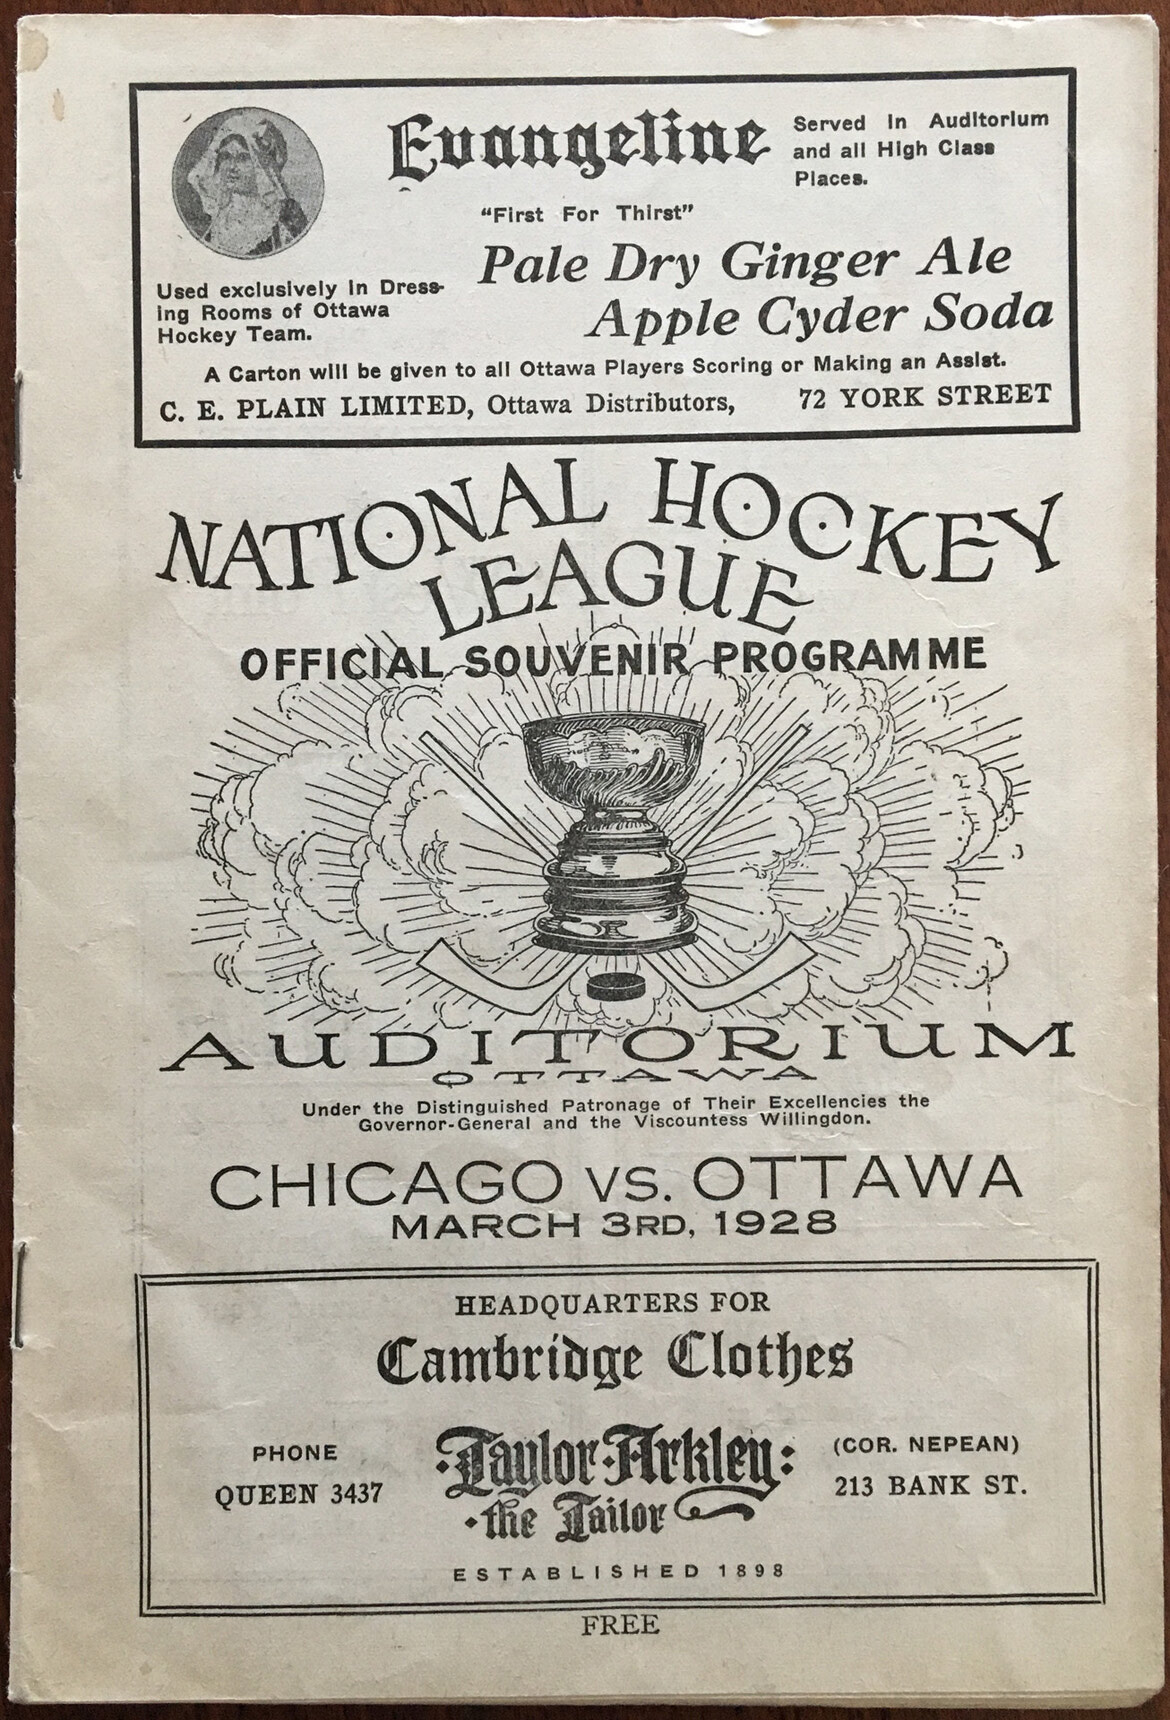 Evangeline
Served in Auditorium
and all High Class
Places.
"First For Thirst"
Pale Dry Ginger Ale
Apple Cyder Soda
Used exclusively in Dress-
ing Rooms of Ottawa
Hockey Team.
A Carton will be given to all Ottawa Players Scoring or Making an Assist.
C. E. PLAIN LIMITED, Ottawa Distributors, 72 YORK STREET
NATIONAL HOCKEY
LEAGUE
OFFICIAL SOUVENIR PROGRAMME
AUDITORIUM
OTTAWA
Under the Distinguished Patronage of Their Excellencies the
Governor-General and the Viscountess Willingdon.
CHICAGO VS. OTTAWA
MARCH 3RD, 1928
HEADQUARTERS FOR
Cambridge Clothes
PHONE
QUEEN 3437
Taylor-Arkley:
the Tailor
(COR. NEPEAN)
213 BANK ST.
ESTABLISHED 1898
FREE